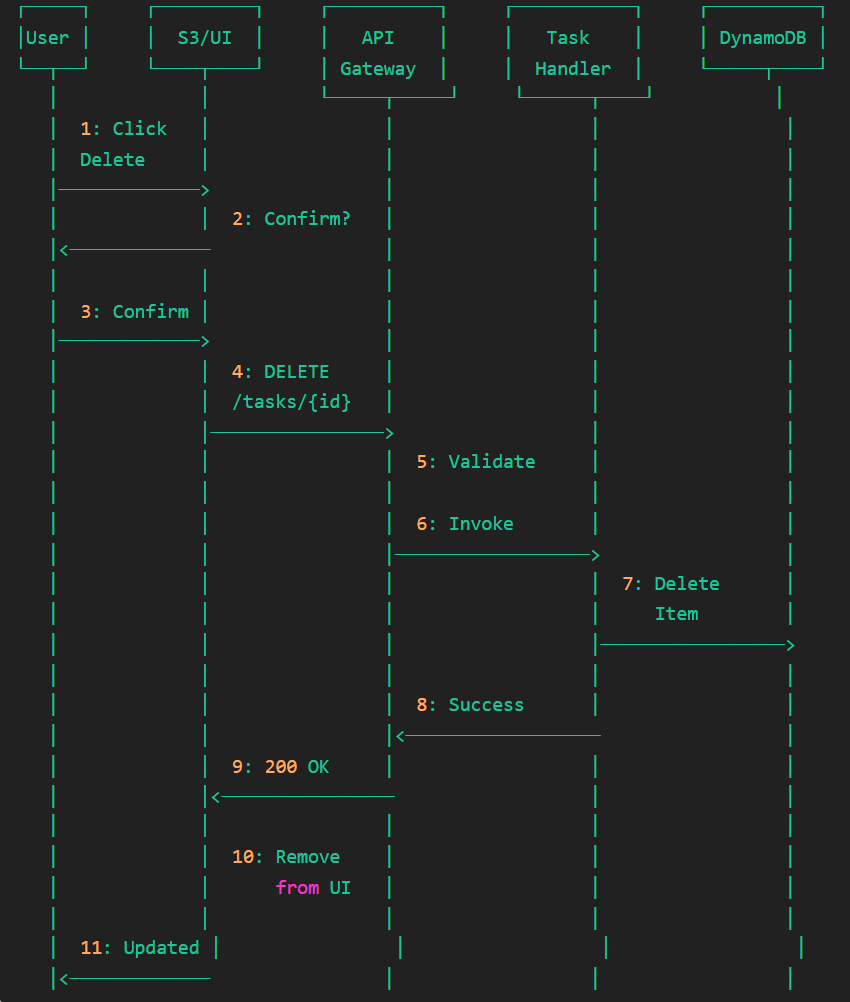 User S3/UI API Task DynamoDB
Gateway Handler
1: Click
Delete
2: Confirm?
3: Confirm
4: DELETE
/tasks/{id}
5: Validate
6: Invoke
7: Delete
Item
8: Success
9: 200 OK
10: Remove
from UI
11: Updated